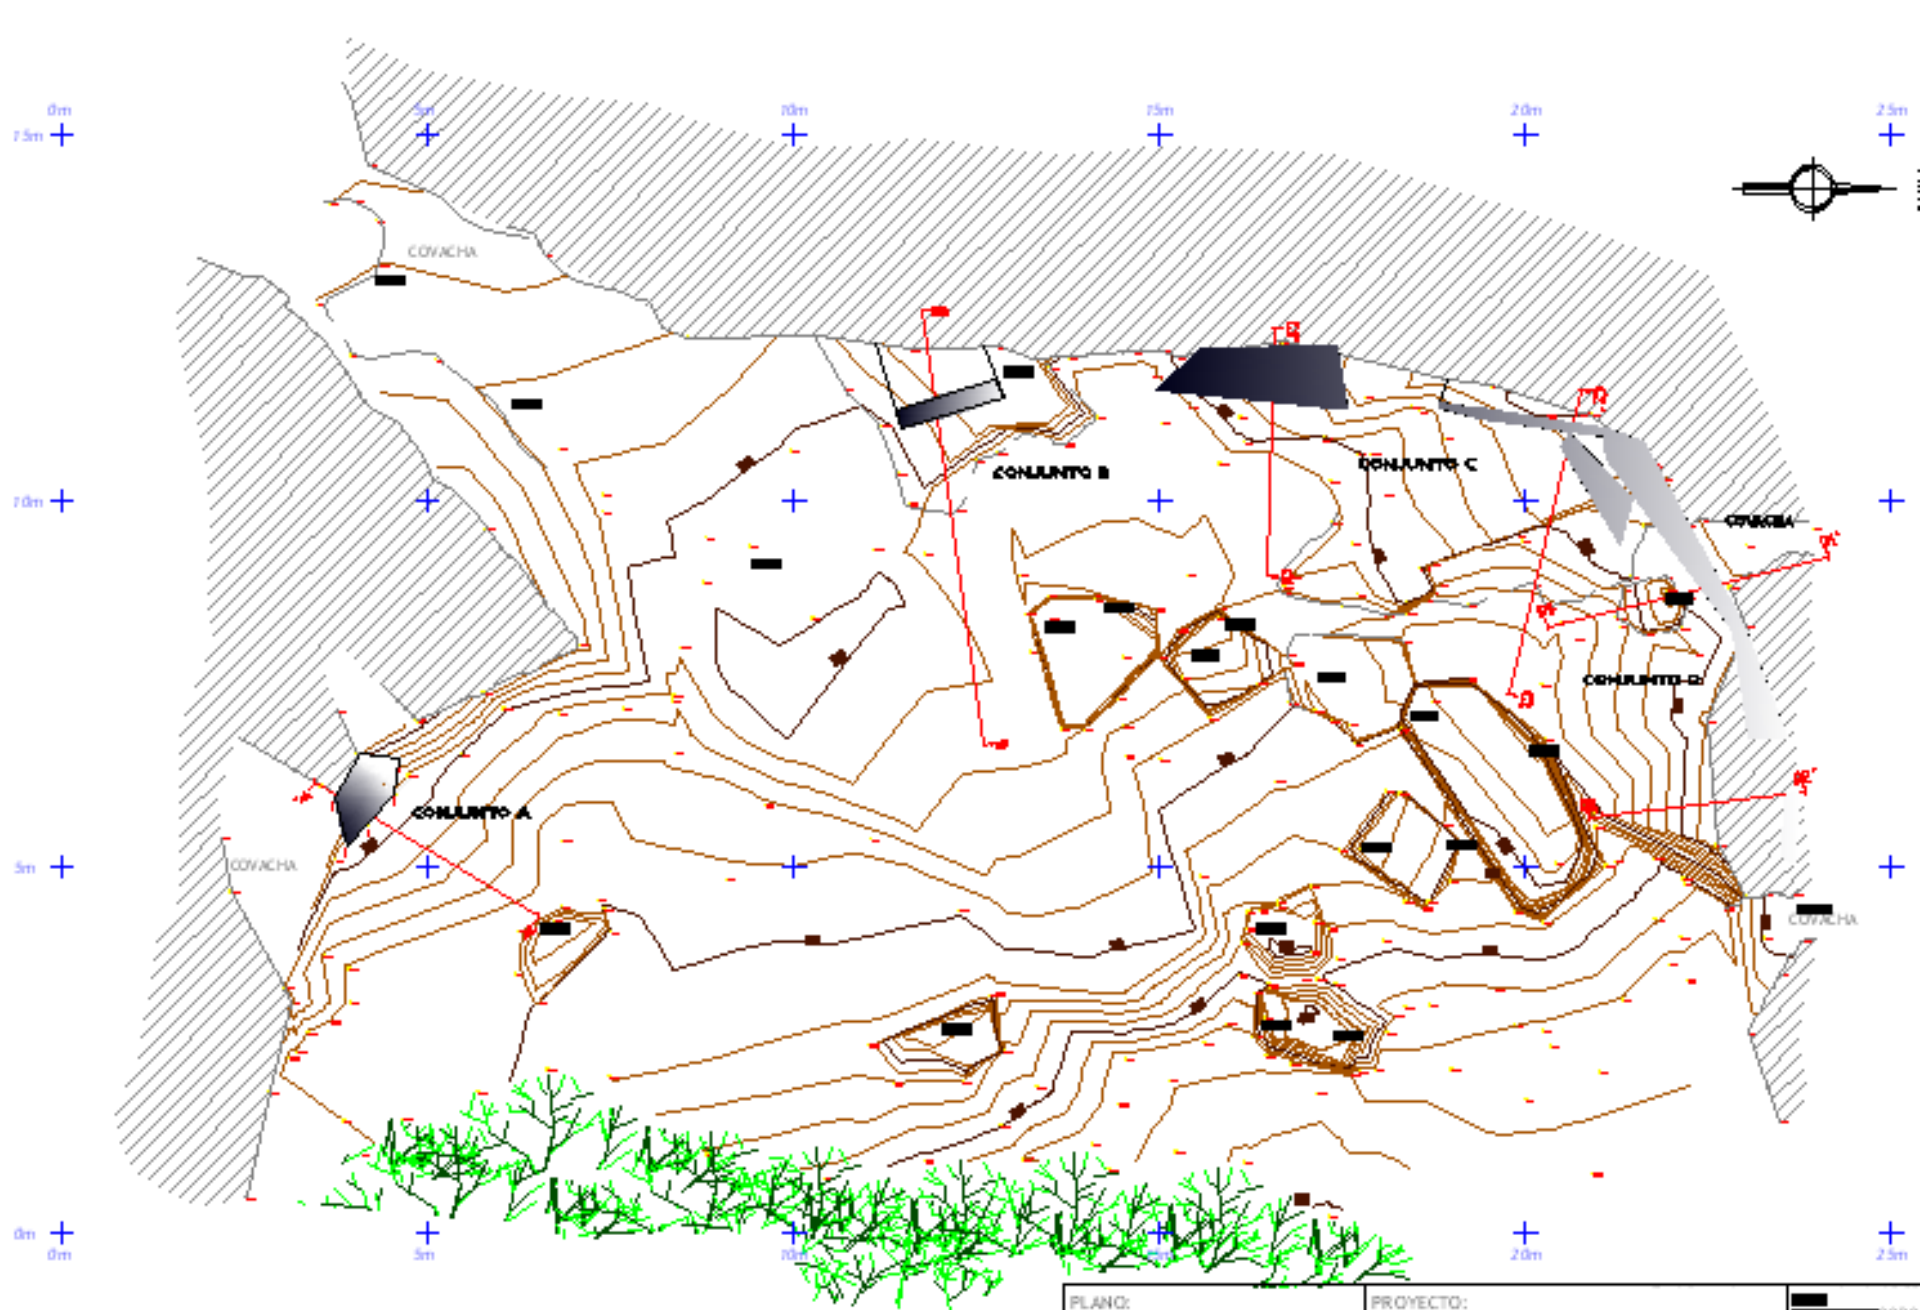 0m
5m
10m
15m
20m
25m
15m
COVACHA
CONJUNTO B
CONJUNTO C
10m
COVACHA
CONJUNTO D
CONJUNTO A
5m
COVACHA
COVACHA
0m
0m
5m
10m
15m
20m
25m
PLANO:
PROYECTO: